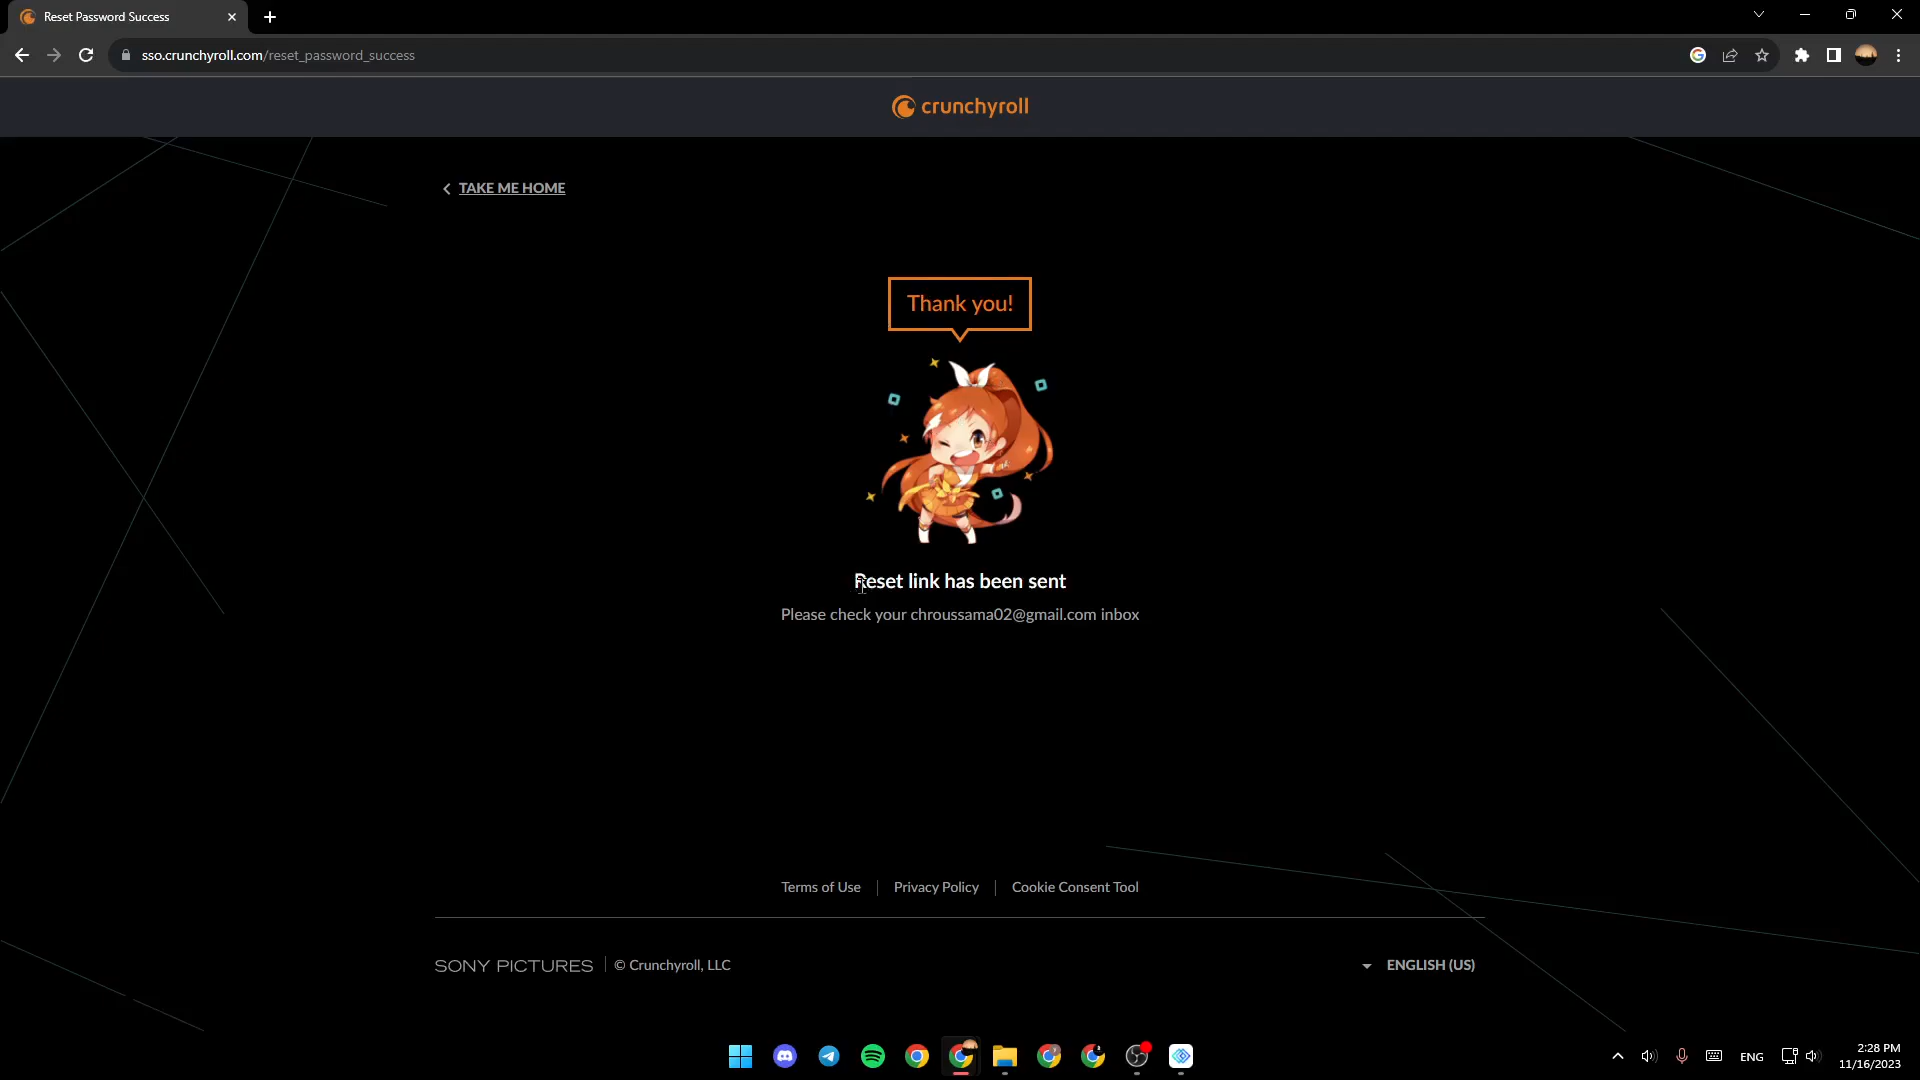 Reset Password Success
sso.crunchyroll.com/reset_password_success
crunchyroll
TAKE ME HOME
Thank you!
Reset link has been sent
Please check your chroussama02@gmail.com inbox
Terms of Use
Privacy Policy
Cookie Consent Tool
SONY PICTURES
© Crunchyroll, LLC
ENGLISH (US)
ENG
2:28 PM
11/16/2023